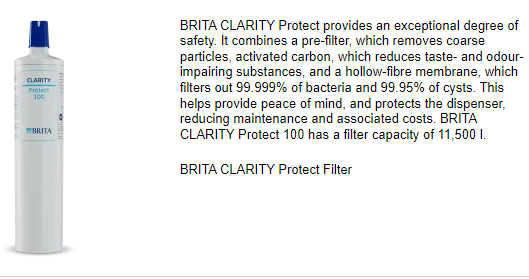 BRITA CLARITY Protect provides an exceptional degree of
safety. It combines a pre-filter, which removes coarse
particles, activated carbon, which reduces taste- and odour-
impairing substances, and a hollow-fibre membrane, which
filters out 99.999% of bacteria and 99.95% of cysts. This
helps provide peace of mind, and protects the dispenser,
reducing maintenance and associated costs. BRITA
CLARITY Protect 100 has a filter capacity of 11,500 l.
BRITA CLARITY Protect Filter
CLARITY
Protect
100
BRITA